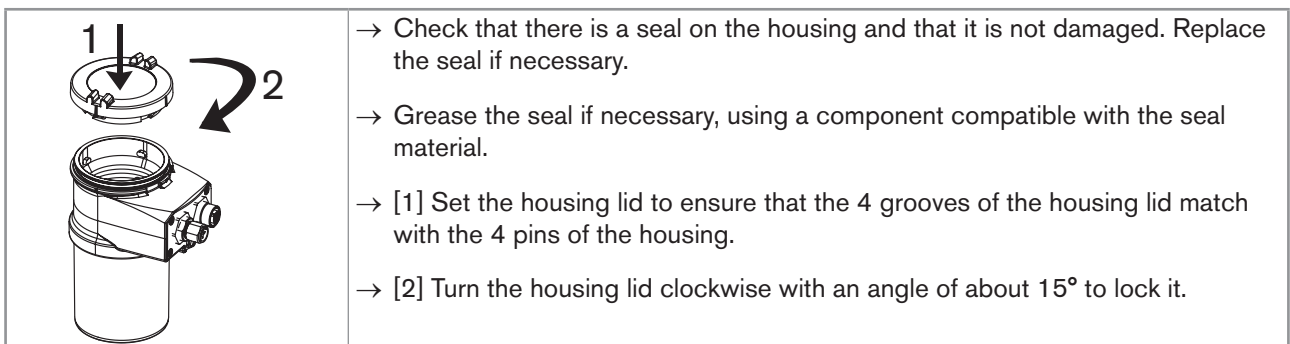 1
2
→ Check that there is a seal on the housing and that it is not damaged. Replace
the seal if necessary.
→ Grease the seal if necessary, using a component compatible with the seal
material.
→ [1] Set the housing lid to ensure that the 4 grooves of the housing lid match
with the 4 pins of the housing.
→ [2] Turn the housing lid clockwise with an angle of about 15° to lock it.